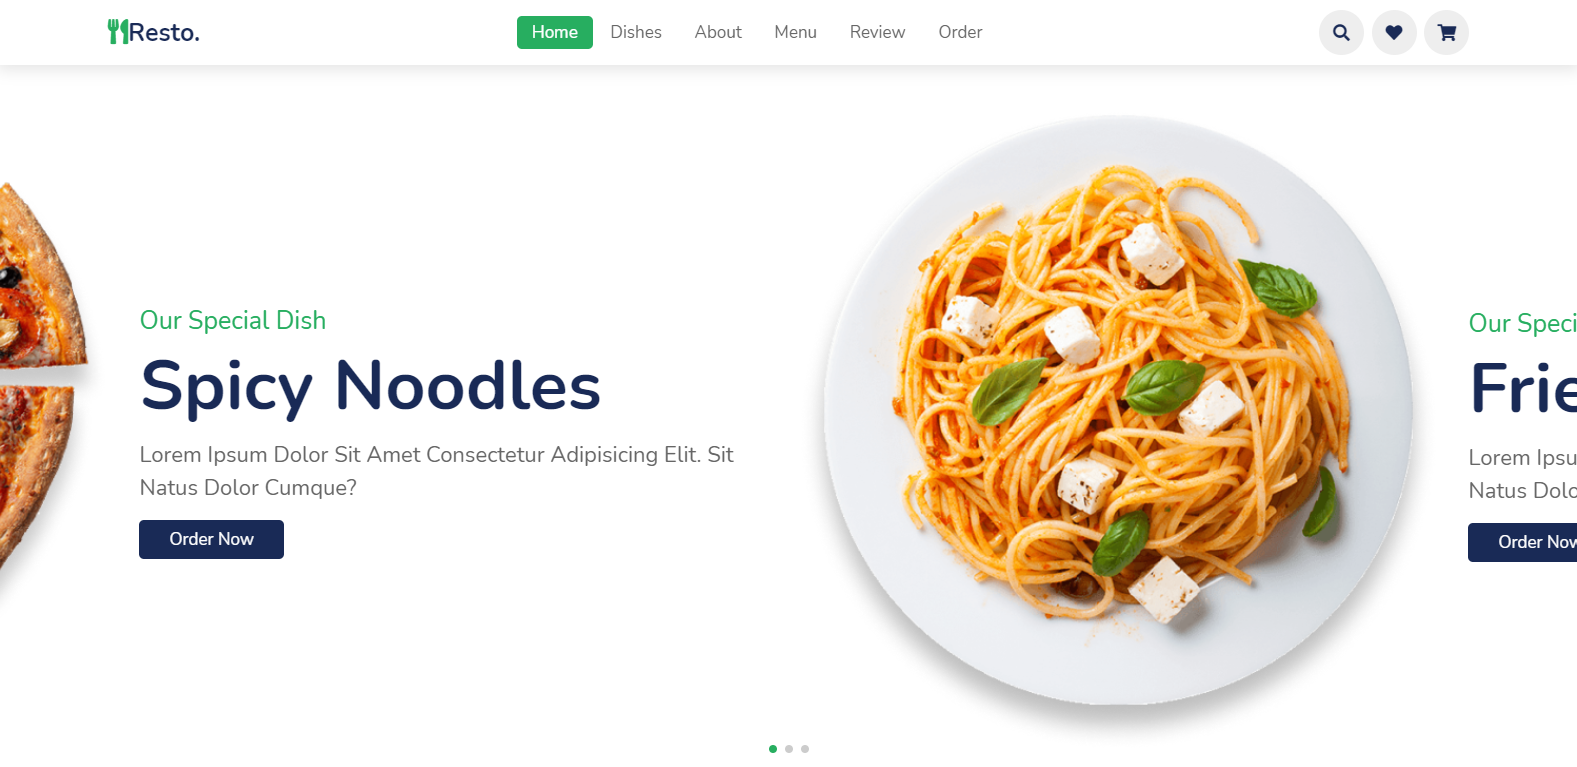 Resto.
Home
Dishes
About
Menu
Review
Order
Our Special Dish
Spicy Noodles
Lorem Ipsum Dolor Sit Amet Consectetur Adipisicing Elit. Sit
Natus Dolor Cumque?
Order Now
Our Speci
Frie
Lorem Ipsu
Natus Dolo
Order Now